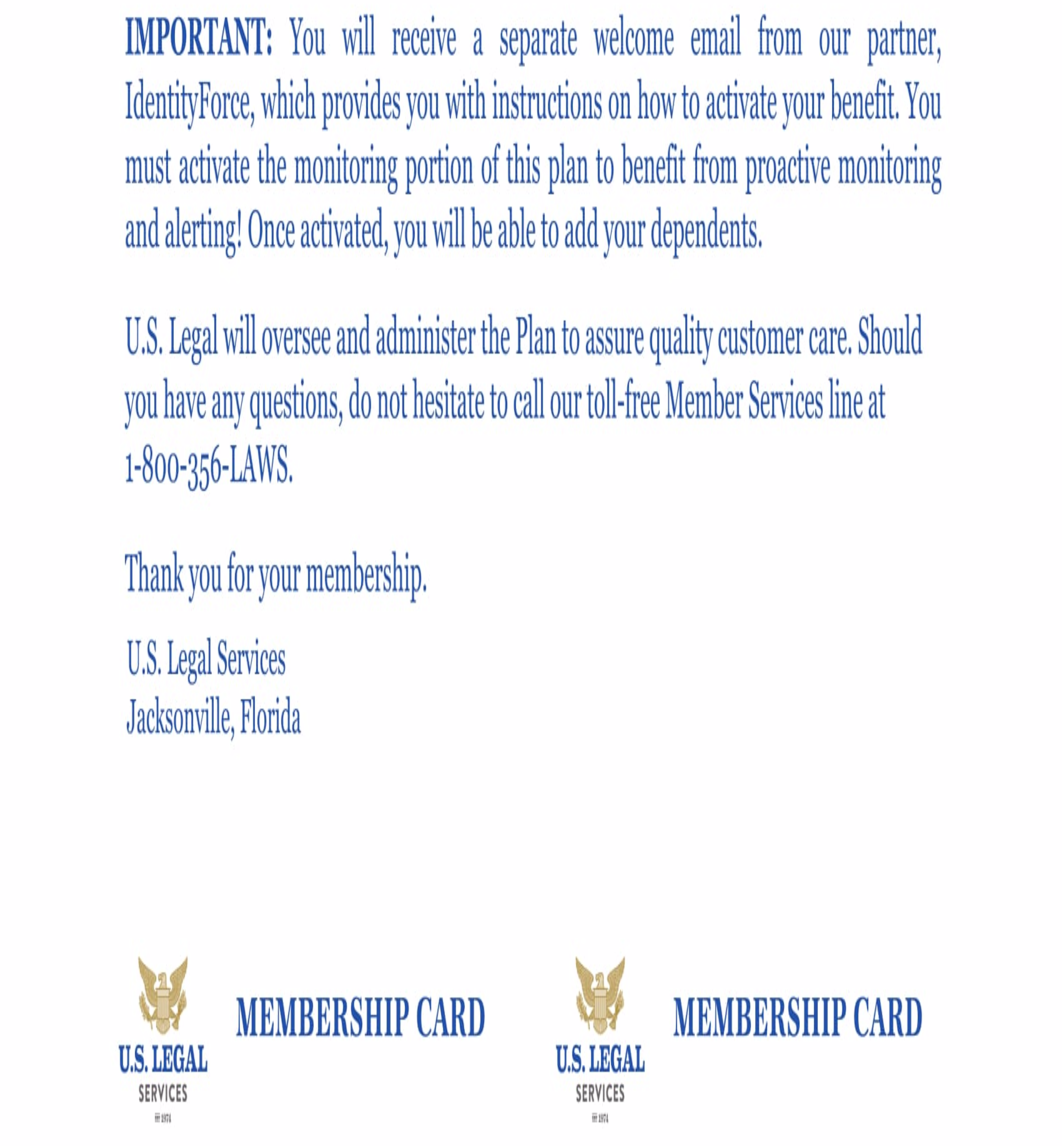 IMPORTANT: You will receive a separate welcome email from our partner,
IdentityForce, which provides you with instructions on how to activate your benefit. You
must activate the monitoring portion of this plan to benefit from proactive monitoring
and alerting! Once activated, you will be able to add your dependents.
U.S. Legal will oversee and administer the Plan to assure quality customer care. Should
you have any questions, do not hesitate to call our toll-free Member Services line at
1-800-356-LAWS.
Thank you for your membership.
U.S. Legal Services
Jacksonville, Florida
MEMBERSHIP CARD
U.S. LEGAL
SERVICES
1974
MEMBERSHIP CARD
U.S. LEGAL
SERVICES
1974